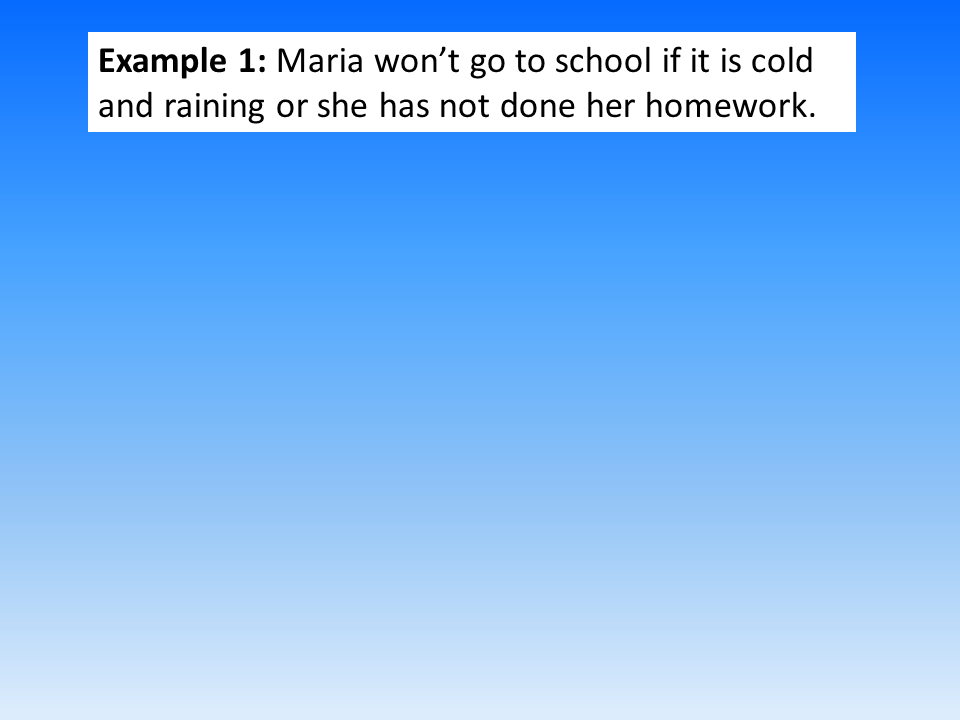 Example 1: Maria won’t go to school if it is cold
and raining or she has not done her homework.